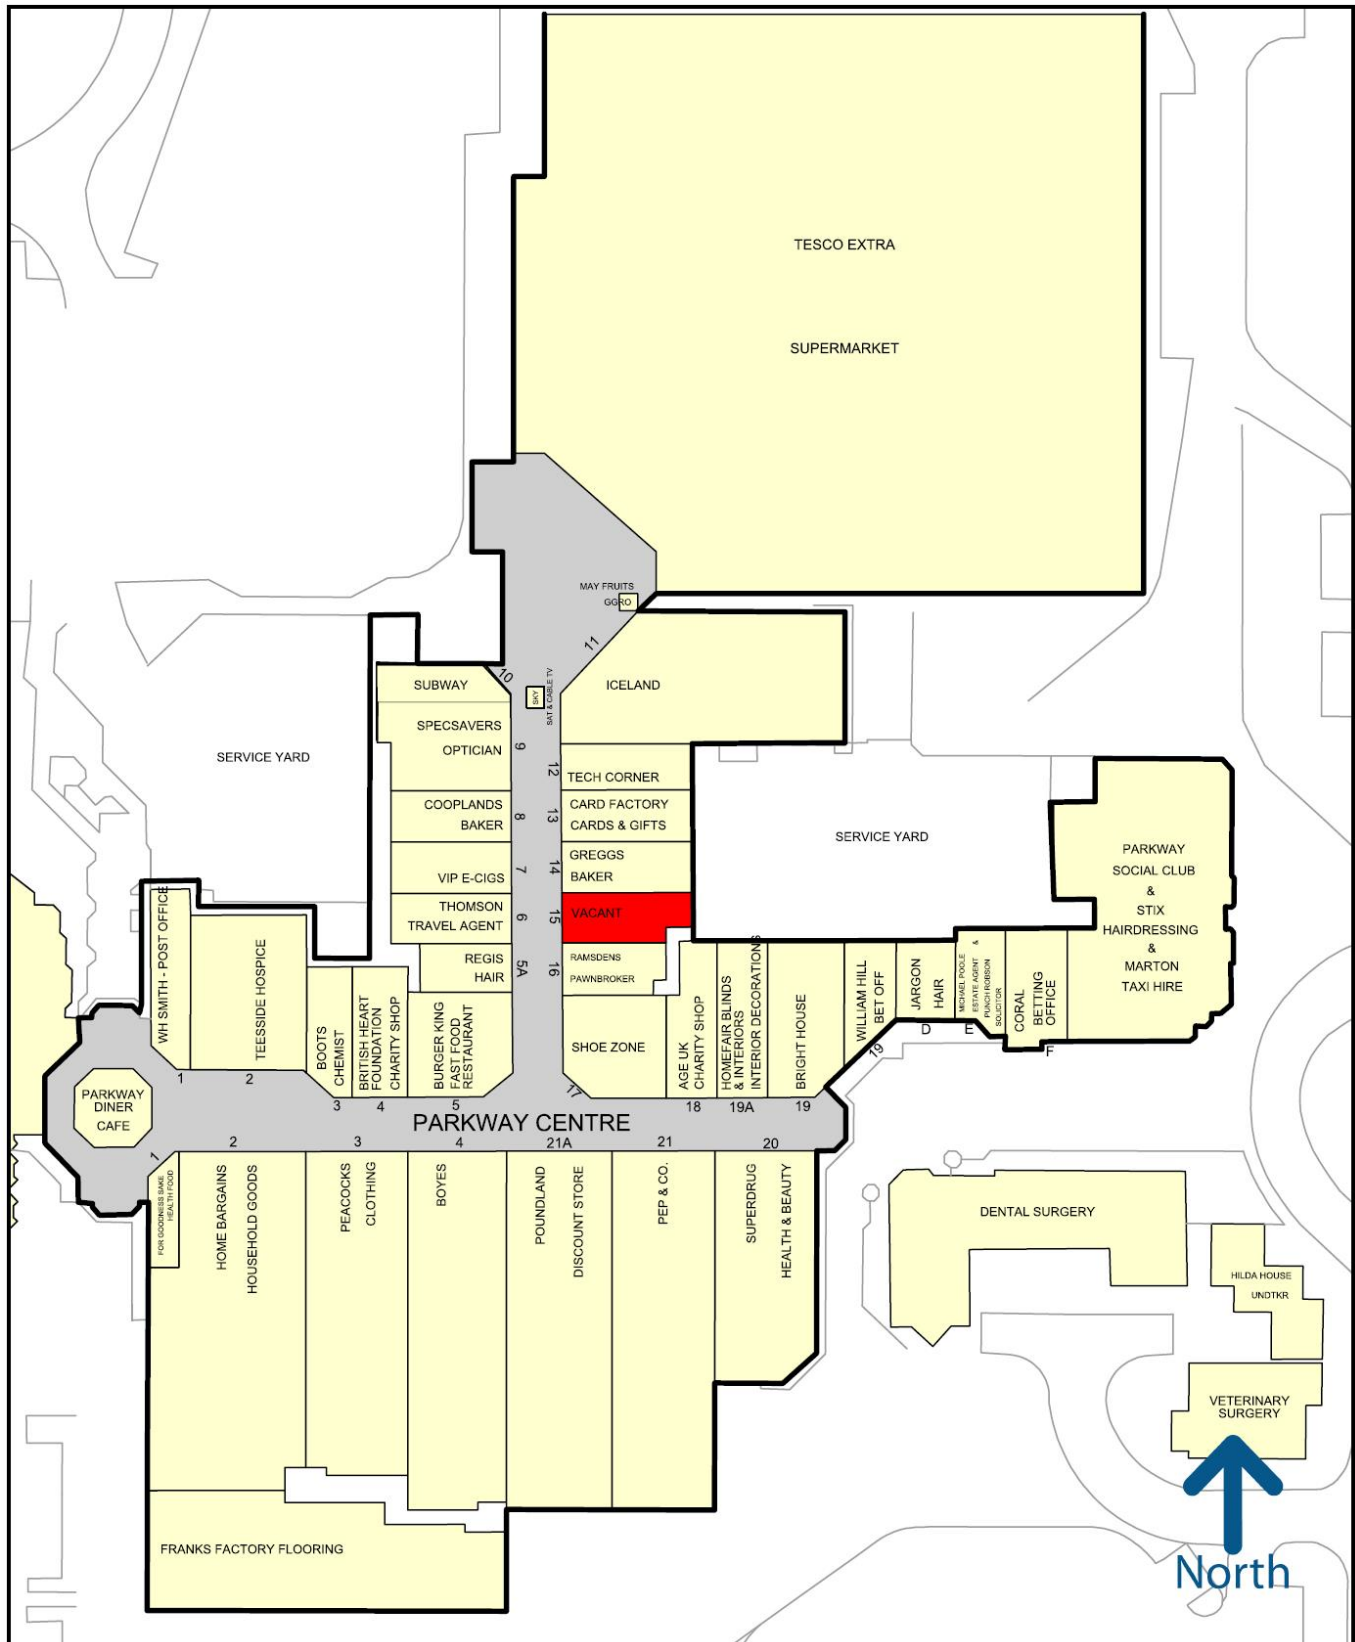 TESCO EXTRA
SUPERMARKET
MAY FRUITS
GGRO
11
10
SUBWAY
SKY
SAT & CABLE TV
ICELAND
SPECSAVERS
OPTICIAN
9
12
TECH CORNER
SERVICE YARD
COOPLANDS
BAKER
8
13
CARD FACTORY
CARDS & GIFTS
SERVICE YARD
VIP E-CIGS
7
14
GREGGS
BAKER
THOMSON
TRAVEL AGENT
6
15
VACANT
REGIS
HAIR
5A
16
RAMSDENS
PAWNBROKER
PARKWAY
SOCIAL CLUB
&
STIX
HAIRDRESSING
&
MARTON
TAXI HIRE
WH SMITH - POST OFFICE
1
TEESSIDE HOSPICE
2
BOOTS
CHEMIST
3
BRITISH HEART
FOUNDATION
CHARITY SHOP
4
BURGER KING
FAST FOOD
RESTAURANT
5
SHOE ZONE
17
AGE UK
CHARITY SHOP
18
HOMEFAIR BLINDS
& INTERIORS
INTERIOR DECORATIONS
19A
BRIGHT HOUSE
19
WILLIAM HILL
BET OFF
19
JARGON
HAIR
D
MICHAEL POOLE
ESTATE AGENT &
PUNCH ROBSON
SOLICITOR
E
CORAL
BETTING
OFFICE
F
PARKWAY
DINER
CAFE
PARKWAY CENTRE
1
FOR GOODNESS SAKE
HEALTH FOOD
2
HOME BARGAINS
HOUSEHOLD GOODS
3
PEACOCKS
CLOTHING
4
BOYES
21A
POUNDLAND
DISCOUNT STORE
21
PEP & CO.
20
SUPERDRUG
HEALTH & BEAUTY
DENTAL SURGERY
HILDA HOUSE
UNDTKR
VETERINARY
SURGERY
FRANKS FACTORY FLOORING
North